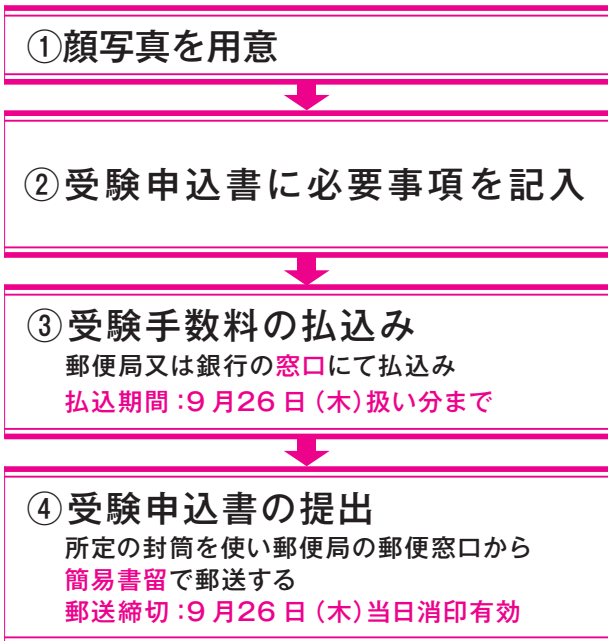 ①顔写真を用意
②受験申込書に必要事項を記入
③受験手数料の払込み
郵便局又は銀行の窓口にて払込み
払込期間：9月26日（木）扱い分まで
④受験申込書の提出
所定の封筒を使い郵便局の郵便窓口から
簡易書留で郵送する
郵送締切：9月26日（木）当日消印有効